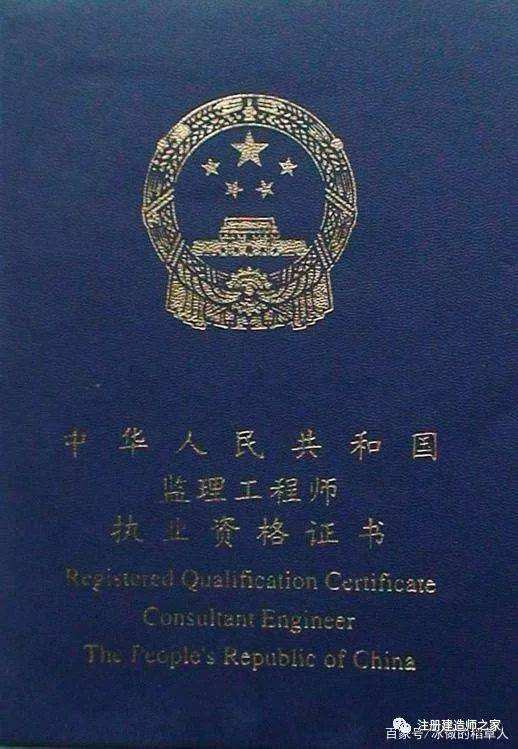 中华人民共和国
监理工程师
执业资格证书
Registered Qualification Certificate
Consultant Engineer
The People's Republic of China
注册建造师之家
百家号/冰微的稻草人